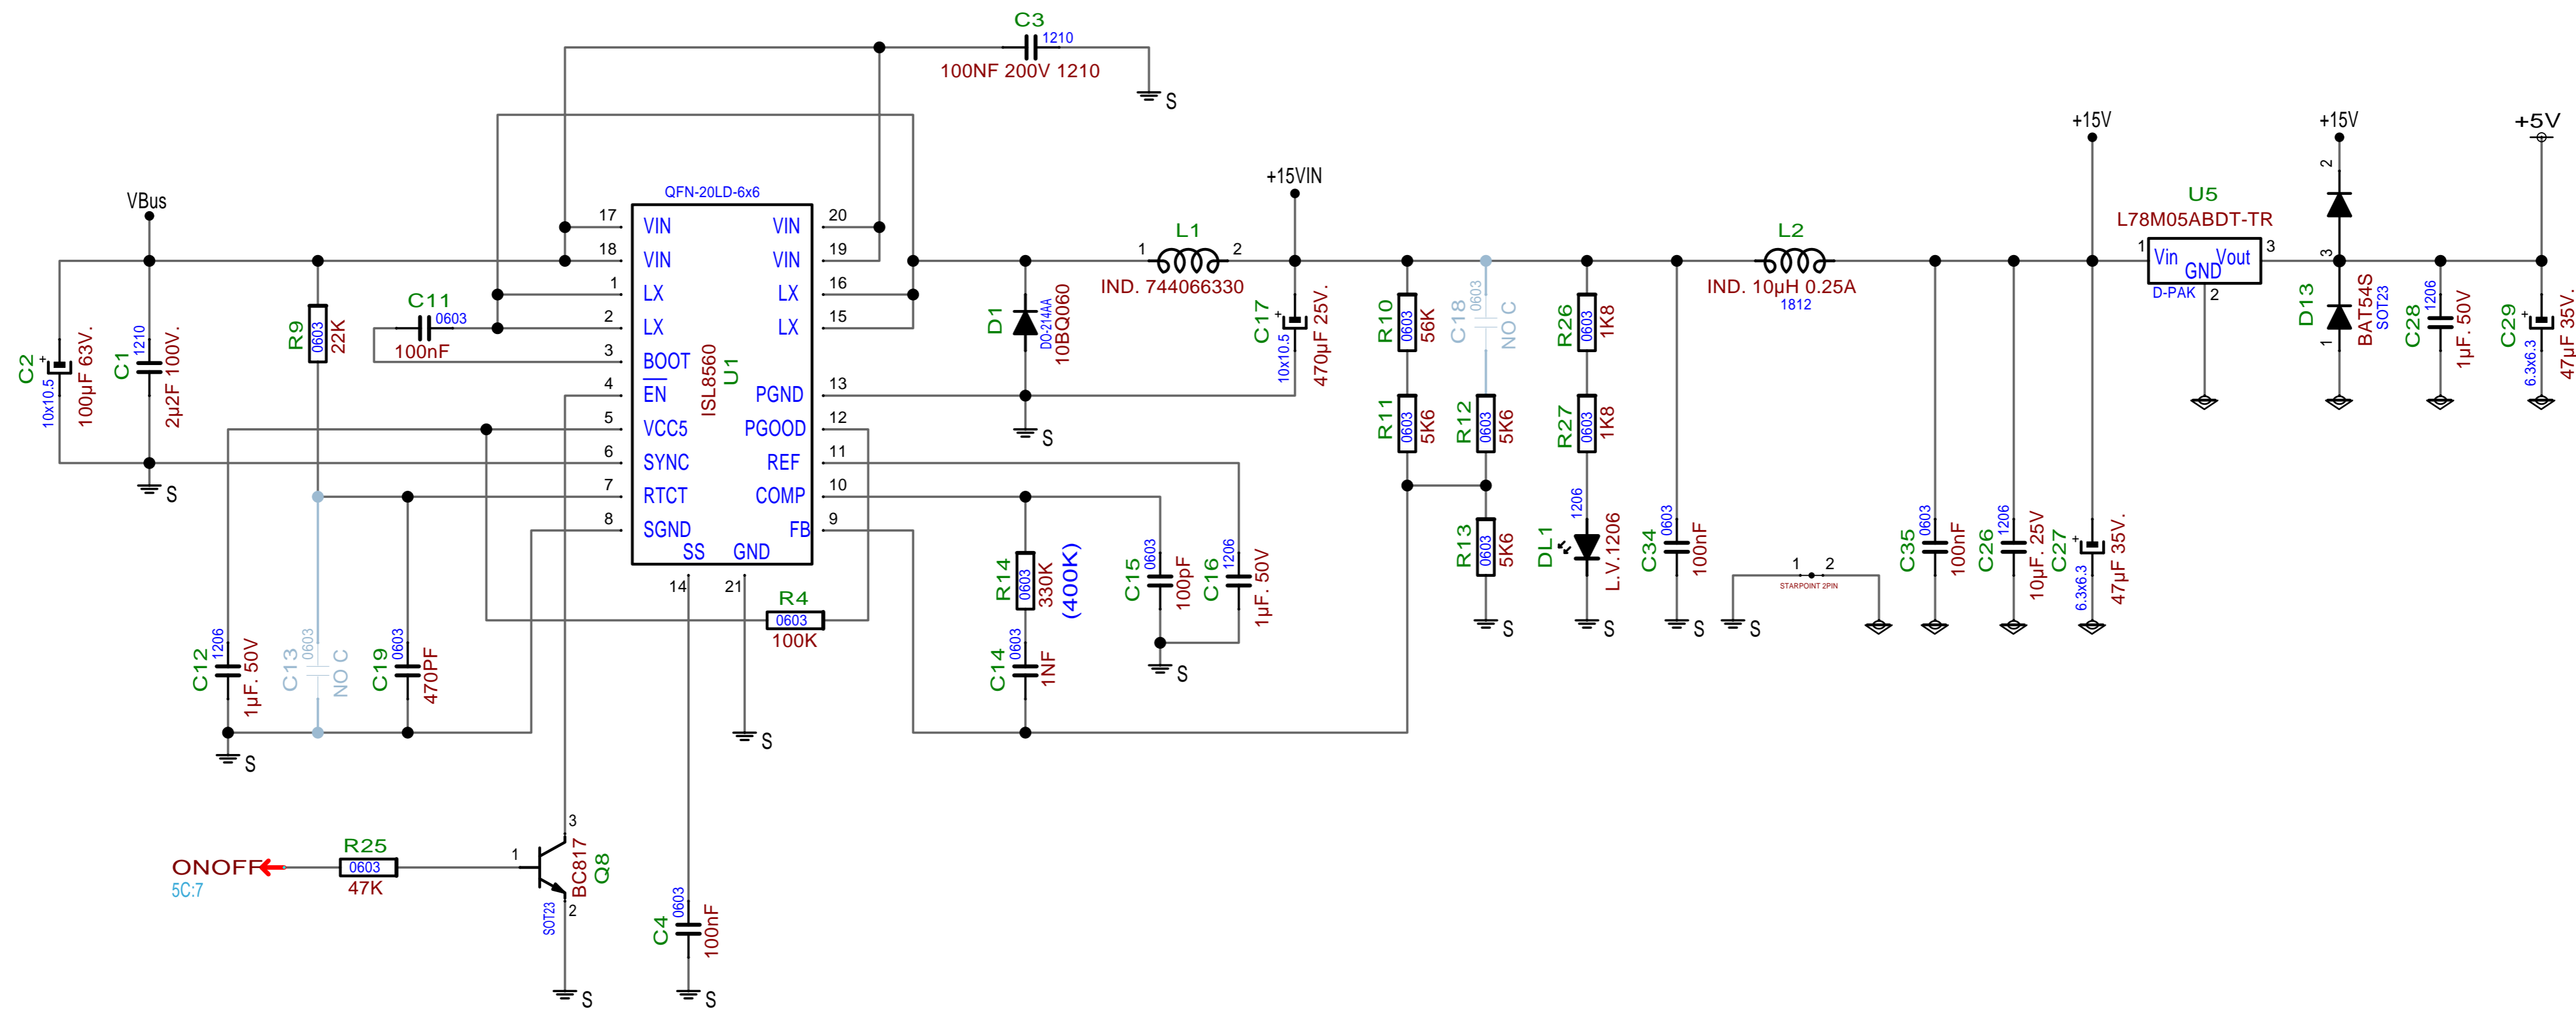 C3
1210
100NF 200V 1210
S
VBus
C2
10x10.5
+
100µF 63V.
C1
1210
2µ2F 100V.
S
R9
0603
22K
C11
0603
100nF
QFN-20LD-6x6
ISL8560
U1
17 VIN
18 VIN
1 LX
2 LX
3 BOOT
4 EN
5 VCC5
6 SYNC
7 RTCT
8 SGND
VIN 20
VIN 19
LX 16
LX 15
PGND 13
PGOOD 12
REF 11
COMP 10
FB 9
SS
14
GND
21
C12
1206
1µF. 50V
S
C13
0603
NO C
C19
0603
470PF
R4
0603
100K
S
ONOFF
5C:7
R25
0603
47K
1
3
2
BC817
Q8
SOT23
S
C4
0603
100nF
S
D1
DO-214AA
10BQ060
S
1 L1 2
IND. 744066330
+15VIN
C17
+
10x10.5
470µF 25V.
R14
0603
330K
(400K)
C14
0603
1NF
C15
0603
100pF
C16
1206
1µF. 50V
S
R10
0603
56K
R11
0603
5K6
C18
0603
NO C
R12
0603
5K6
R13
0603
5K6
S
R26
0603
1K8
R27
0603
1K8
DL1
1206
L.V.1206
S
C34
0603
100nF
S
L2
IND. 10µH 0.25A
1812
1 2
STARPOINT 2PIN
S
C35
0603
100nF
C26
1206
10µF. 25V
C27
+
6.3x6.3
47µF 35V.
+15V
U5
L78M05ABDT-TR
1 Vin Vout 3
GND
D-PAK 2
+15V
2
3
1
D13
BAT54S
SOT23
C28
1206
1µF. 50V
+5V
C29
+
6.3x6.3
47µF 35V.